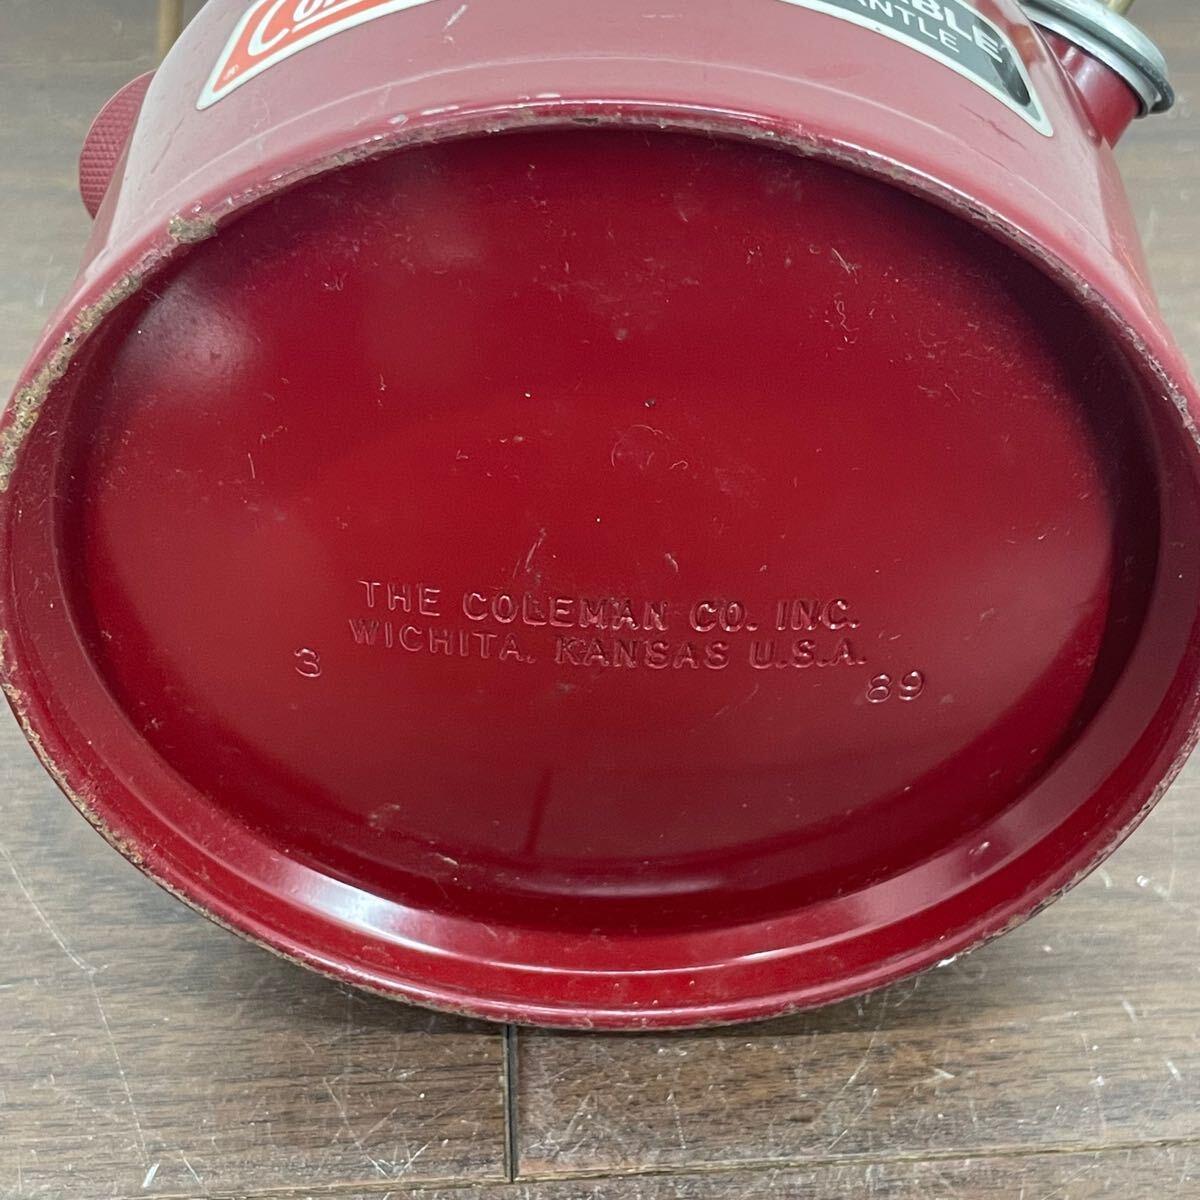 THE COLEMAN CO. INC.
WICHITA, KANSAS U.S.A.
3 89